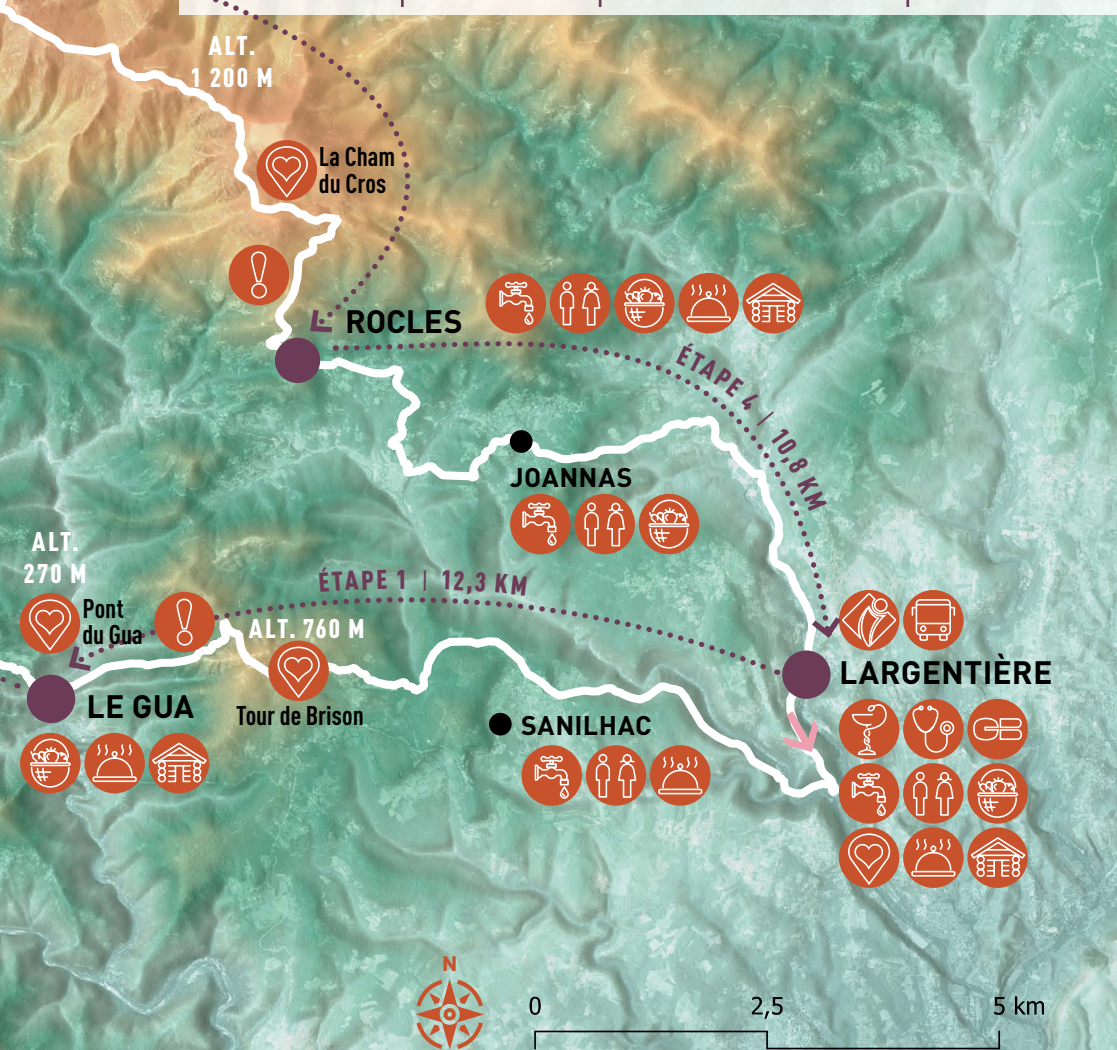 ALT.
1 200 M
La Cham
du Cros
ROCLES
ÉTAPE 4 | 10,8 KM
JOANNAS
ALT.
270 M
Pont
du Gua
ÉTAPE 1 | 12,3 KM
ALT. 760 M
LARGENTIÈRE
LE GUA
Tour de Brison
SANILHAC
CB
N
0 2,5 5 km